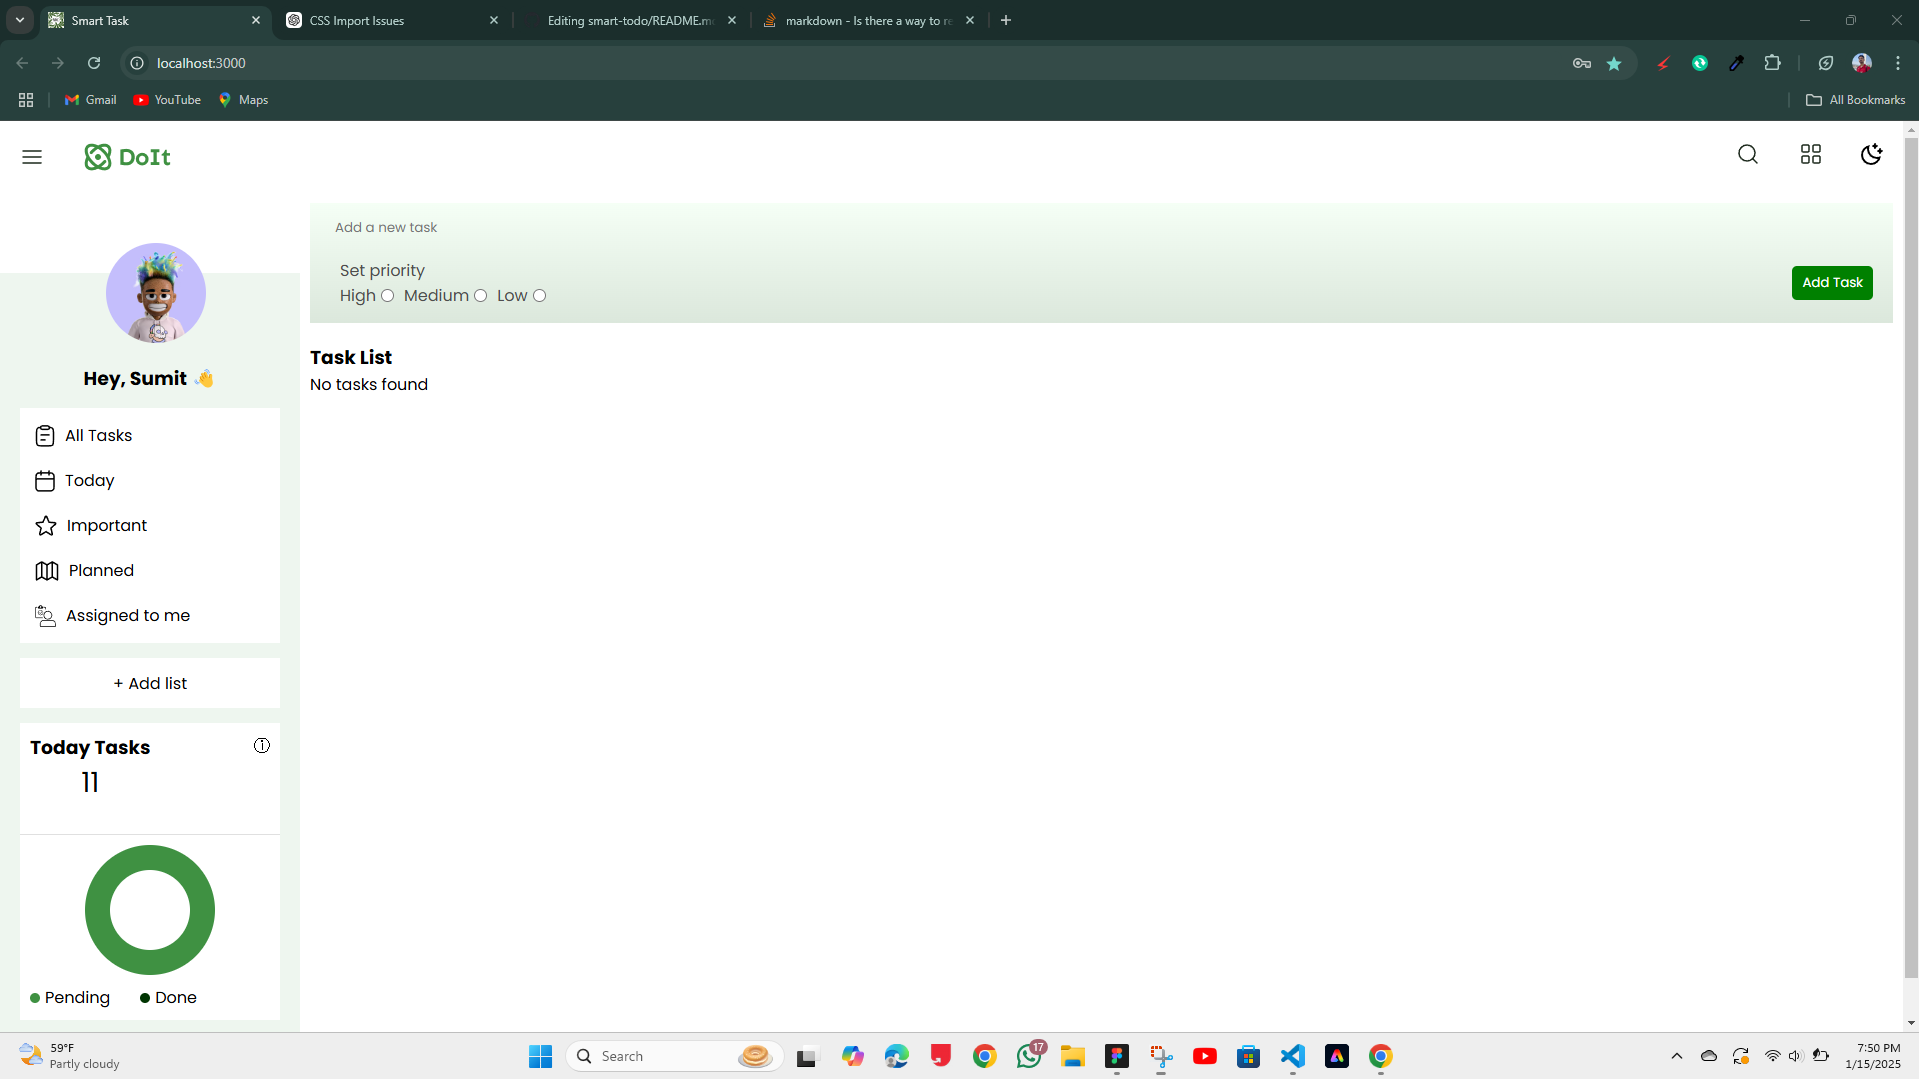 Smart Task
CSS Import Issues
Editing smart-todo/README.m
markdown - Is there a way to re
localhost:3000
Gmail
YouTube
Maps
All Bookmarks
DoIt
Add a new task
Set priority
High
Medium
Low
Add Task
Hey, Sumit 👋
Task List
No tasks found
All Tasks
Today
Important
Planned
Assigned to me
+ Add list
Today Tasks
11
Pending
Done
59°F
Partly cloudy
Search
17
7:50 PM
1/15/2025